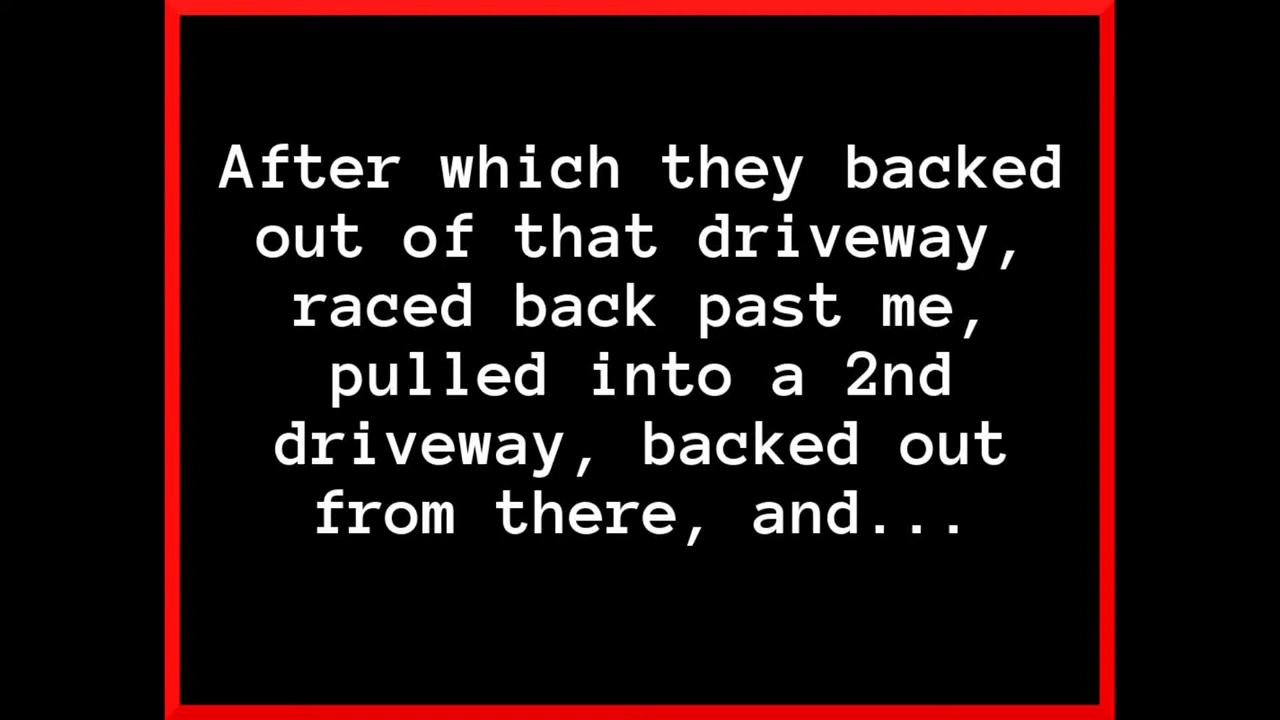 After which they backed
out of that driveway,
raced back past me,
pulled into a 2nd
driveway, backed out
from there, and...